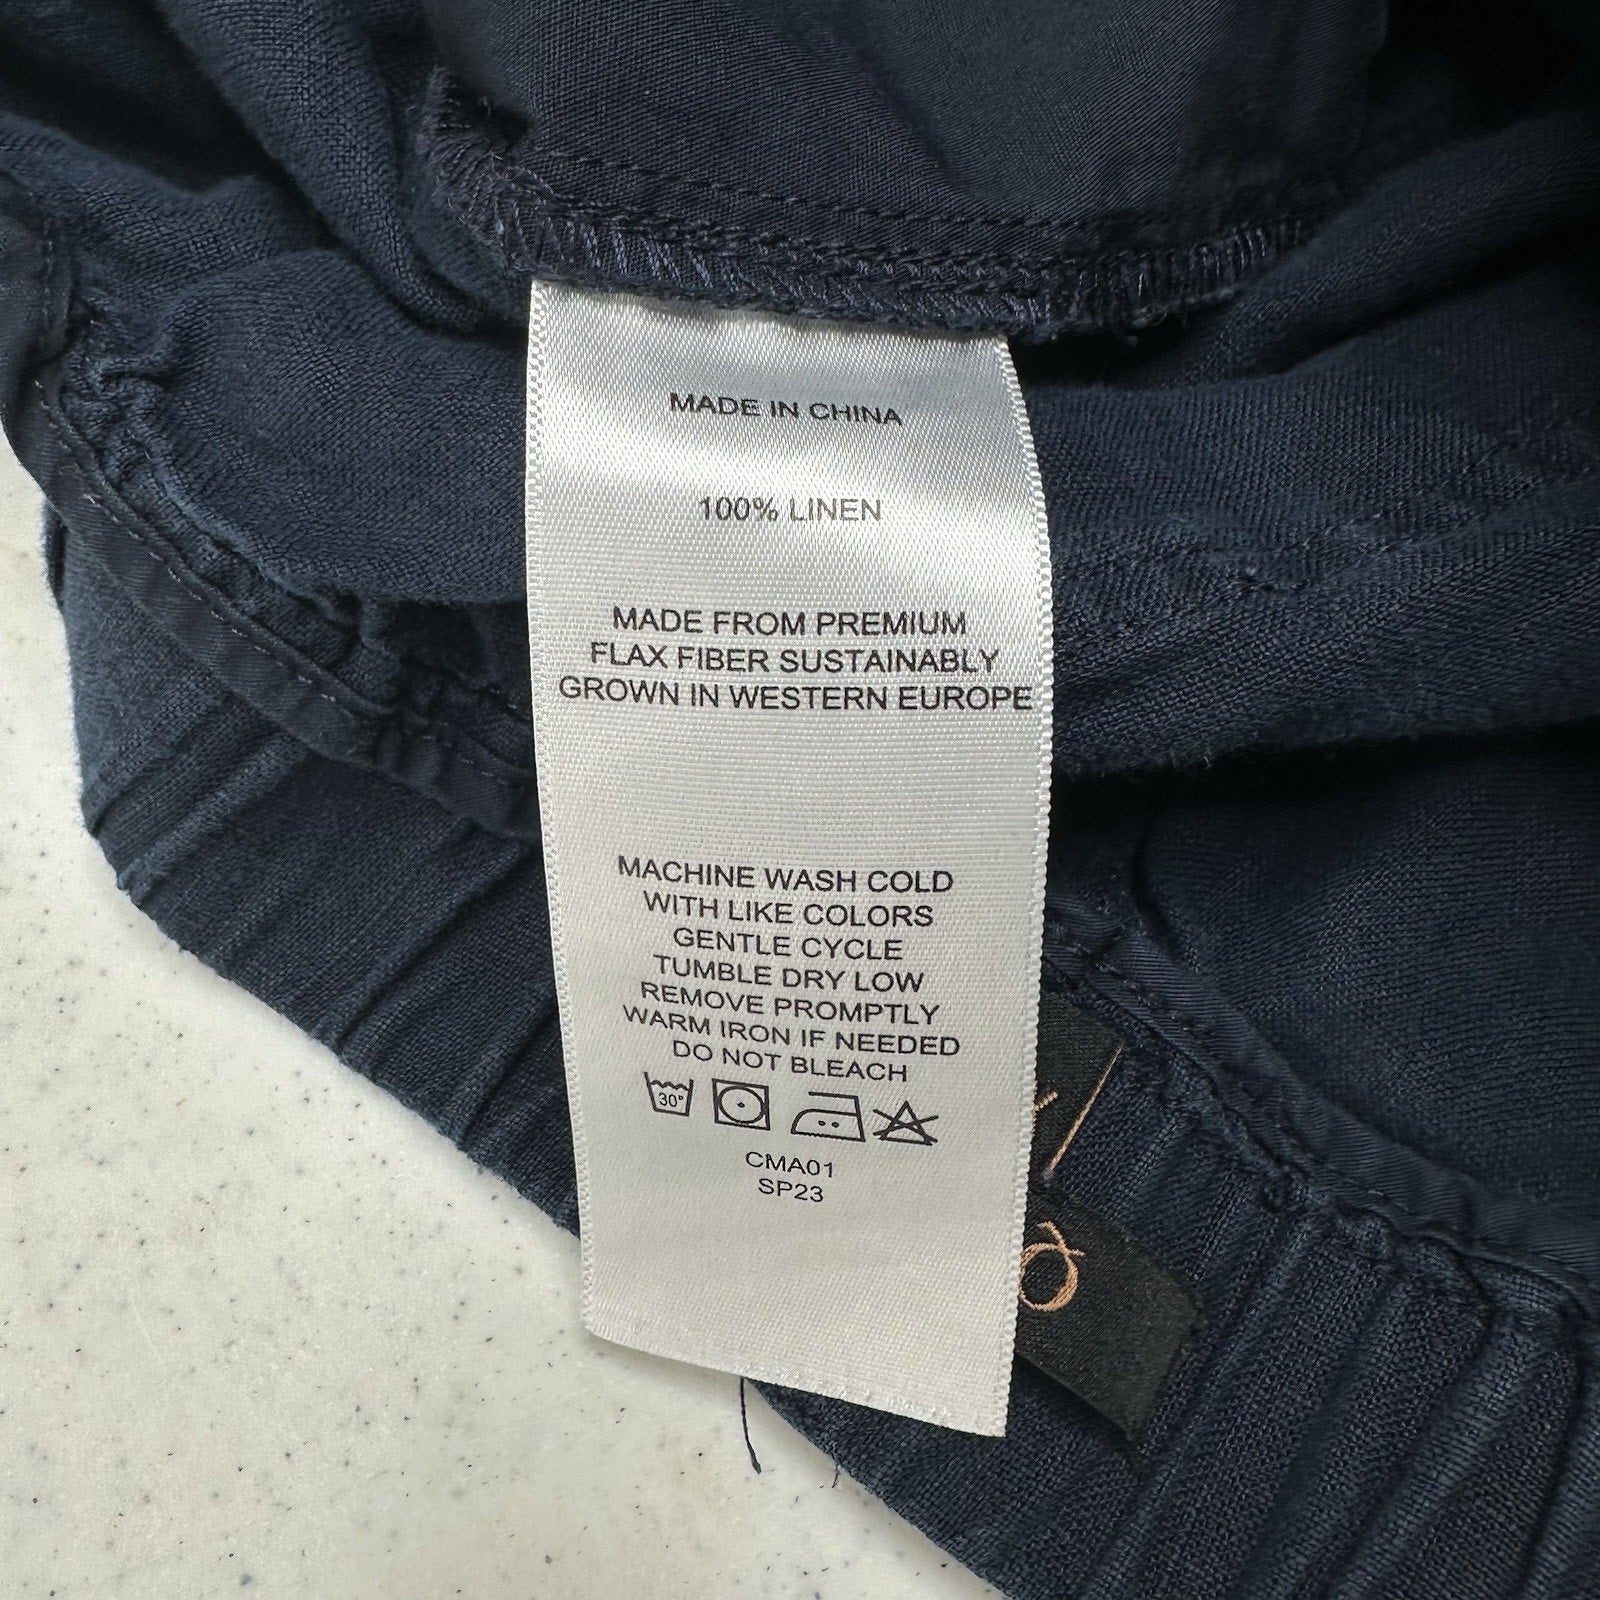 MADE IN CHINA
100% LINEN
MADE FROM PREMIUM
FLAX FIBER SUSTAINABLY
GROWN IN WESTERN EUROPE
MACHINE WASH COLD
WITH LIKE COLORS
GENTLE CYCLE
TUMBLE DRY LOW
REMOVE PROMPTLY
WARM IRON IF NEEDED
DO NOT BLEACH
30°
CMA01
SP23